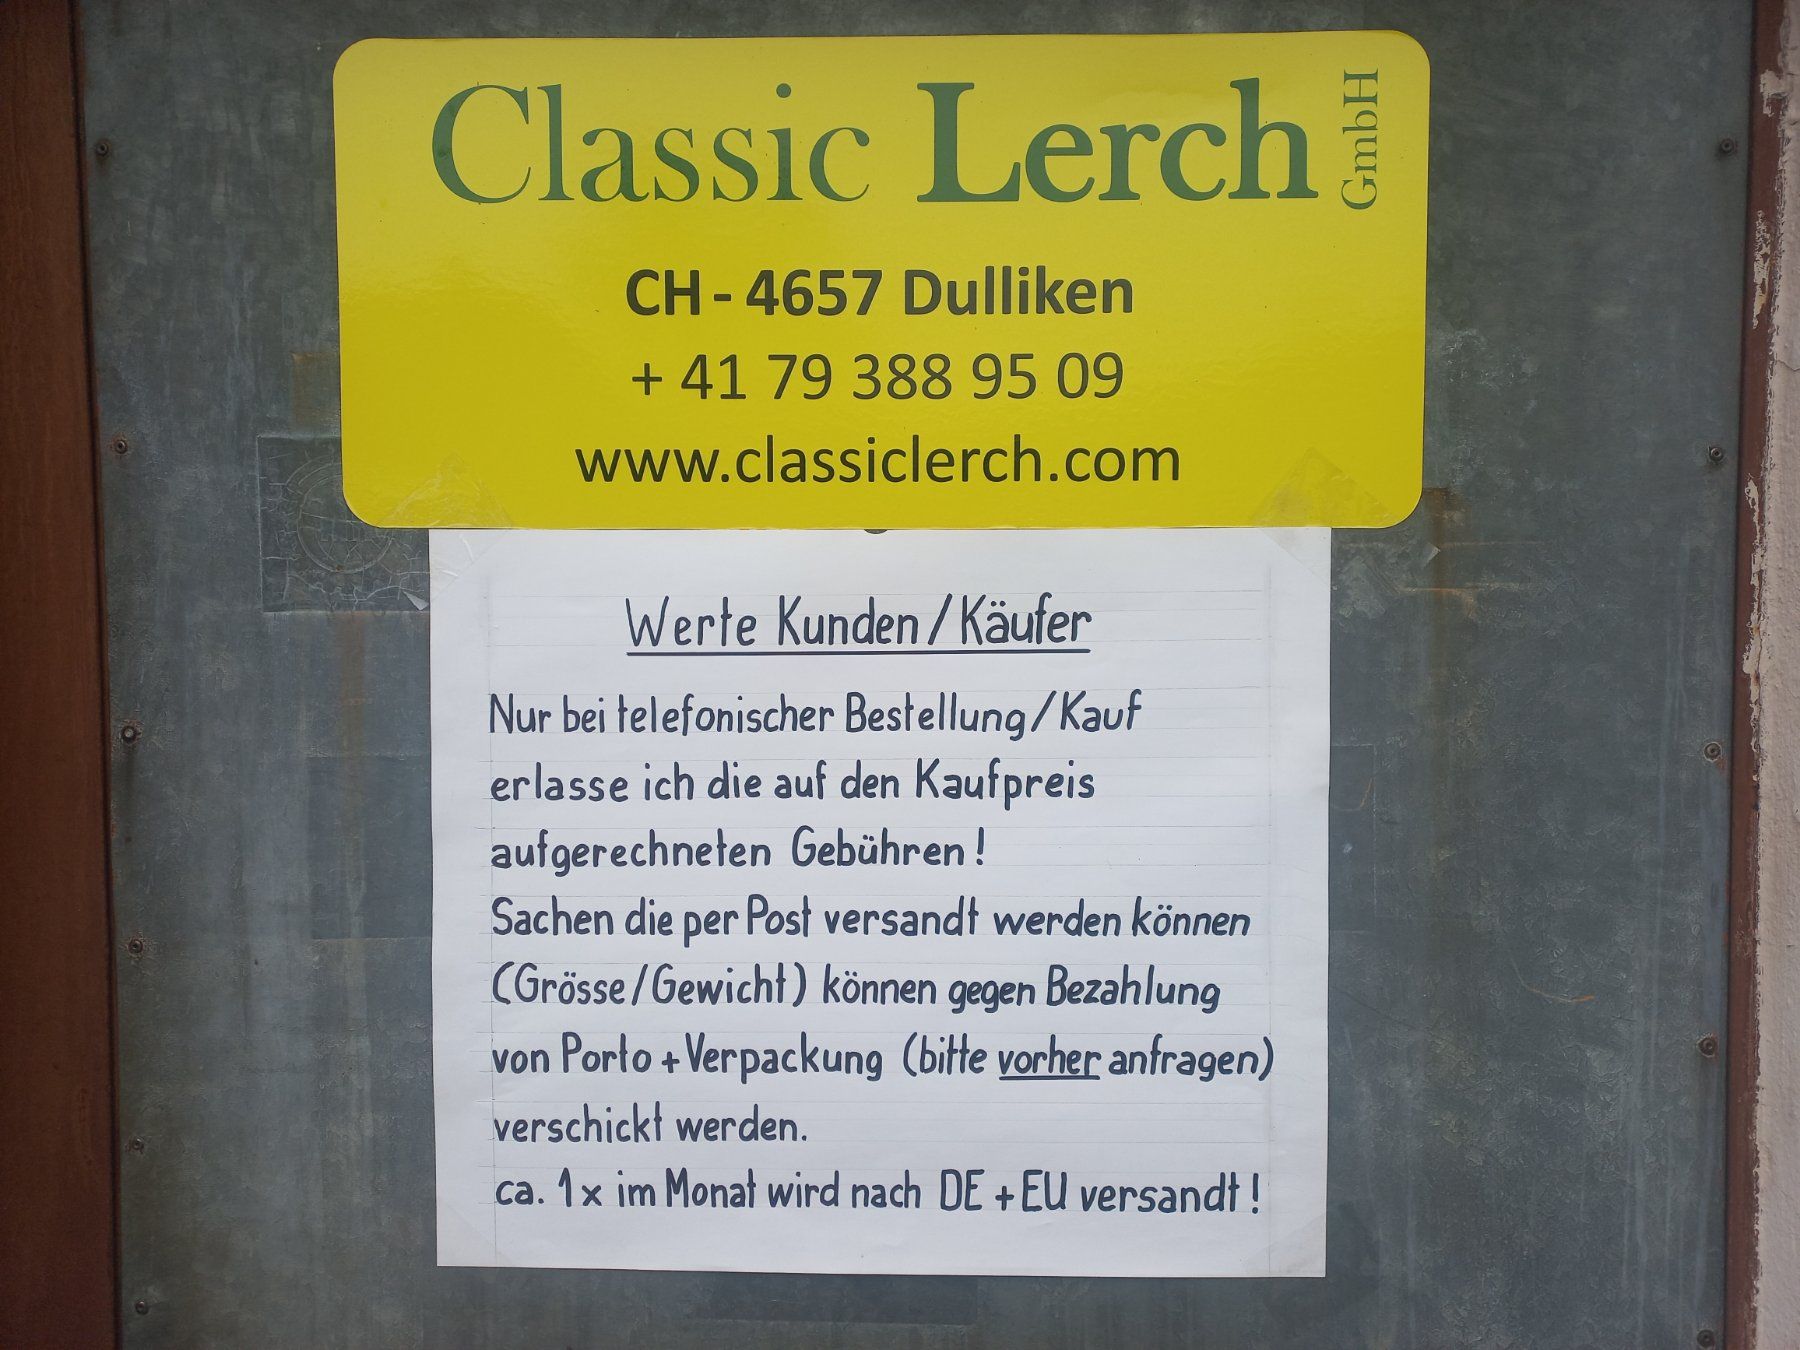 Classic Lerch GmbH
CH - 4657 Dulliken
+ 41 79 388 95 09
www.classiclerch.com
Werte Kunden/Käufer
Nur bei telefonischer Bestellung/Kauf
erlasse ich die auf den Kaufpreis
aufgerechneten Gebühren!
Sachen die per Post versandt werden können
(Grösse/Gewicht) können gegen Bezahlung
von Porto + Verpackung (bitte vorher anfragen)
verschickt werden.
ca. 1x im Monat wird nach DE + EU versandt!